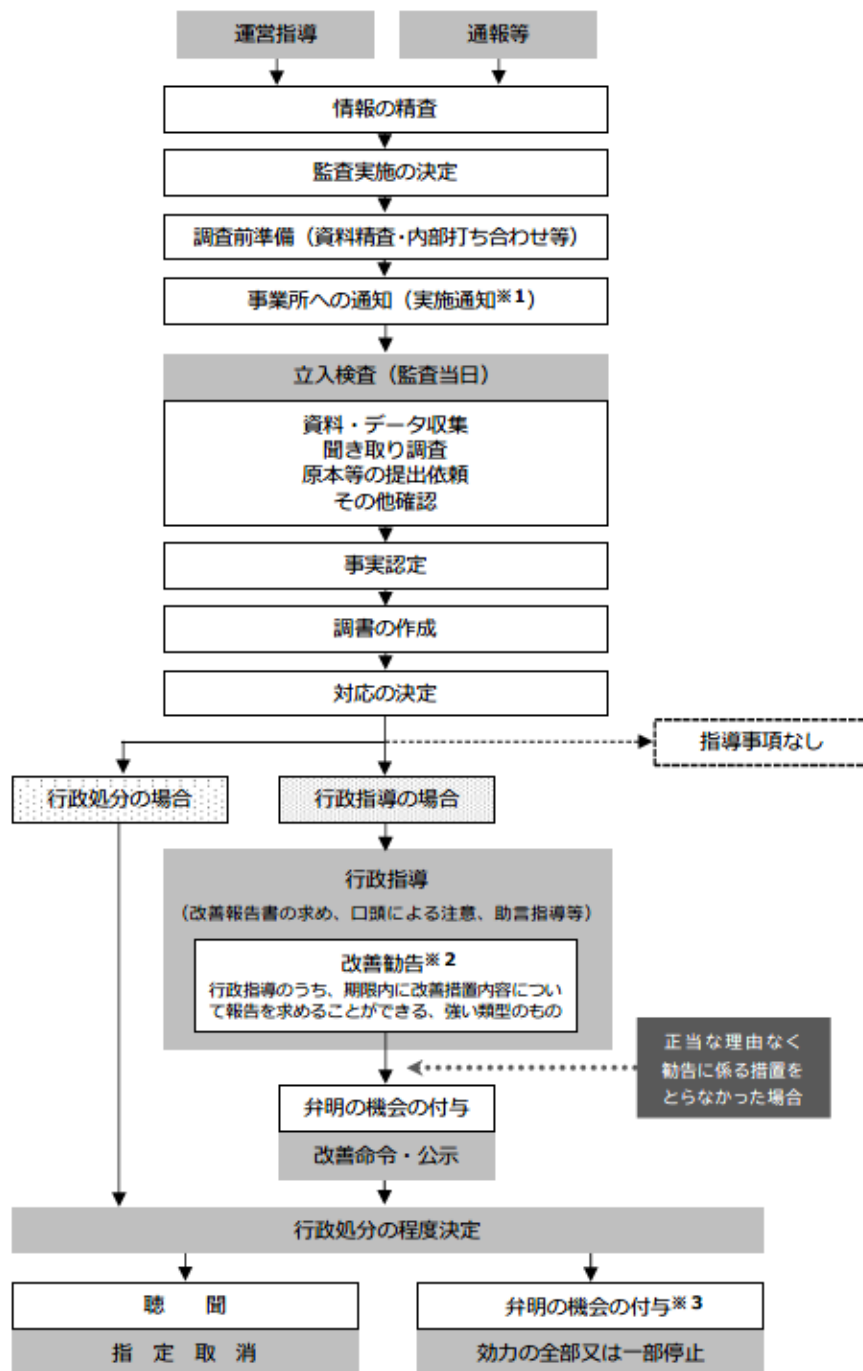 運営指導
通報等
情報の精査
監査実施の決定
調査前準備（資料精査・内部打ち合わせ等）
事業所への通知（実施通知※1）
立入検査（監査当日）
資料・データ収集
聞き取り調査
原本等の提出依頼
その他確認
事実認定
調書の作成
対応の決定
指導事項なし
行政処分の場合
行政指導の場合
行政指導
（改善報告書の求め、口頭による注意、助言指導等）
改善勧告※2
行政指導のうち、期限内に改善措置内容につい
て報告を求めることができる、強い類型のもの
正当な理由なく
勧告に係る措置を
とらなかった場合
弁明の機会の付与
改善命令・公示
行政処分の程度決定
聴　聞
指　定　取　消
弁明の機会の付与※3
効力の全部又は一部停止